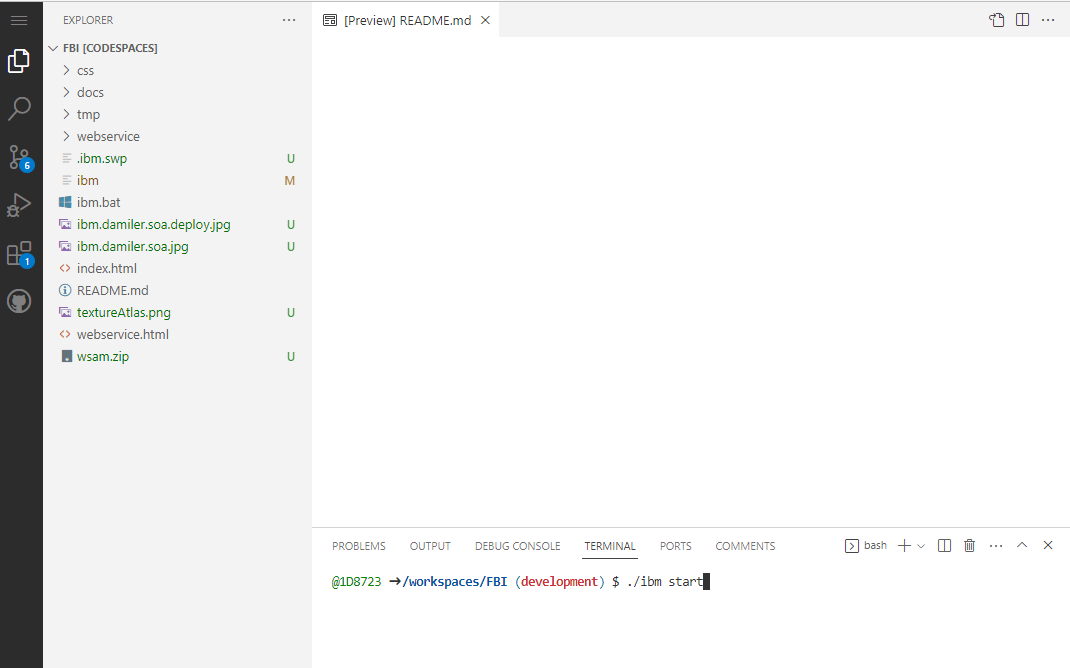 EXPLORER
[Preview] README.md
FBI [CODESPACES]
css
docs
tmp
webservice
.ibm.swp U
ibm M
ibm.bat
ibm.damiler.soa.deploy.jpg U
ibm.damiler.soa.jpg U
index.html
README.md
textureAtlas.png U
webservice.html
wsam.zip U
6
1
PROBLEMS OUTPUT DEBUG CONSOLE TERMINAL PORTS COMMENTS bash
@1D8723 ➜/workspaces/FBI (development) $ ./ibm start